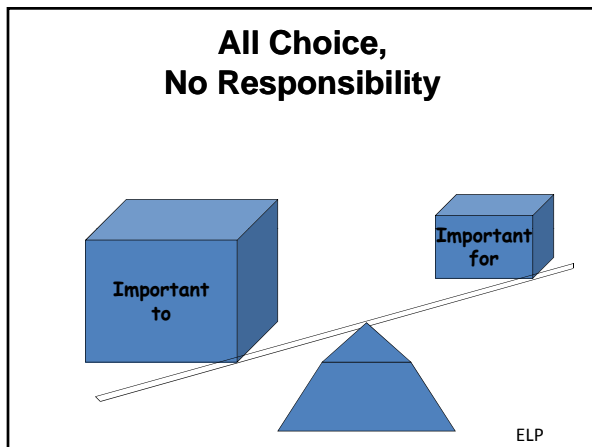 All Choice,
No Responsibility
Important
to
Important
for
ELP